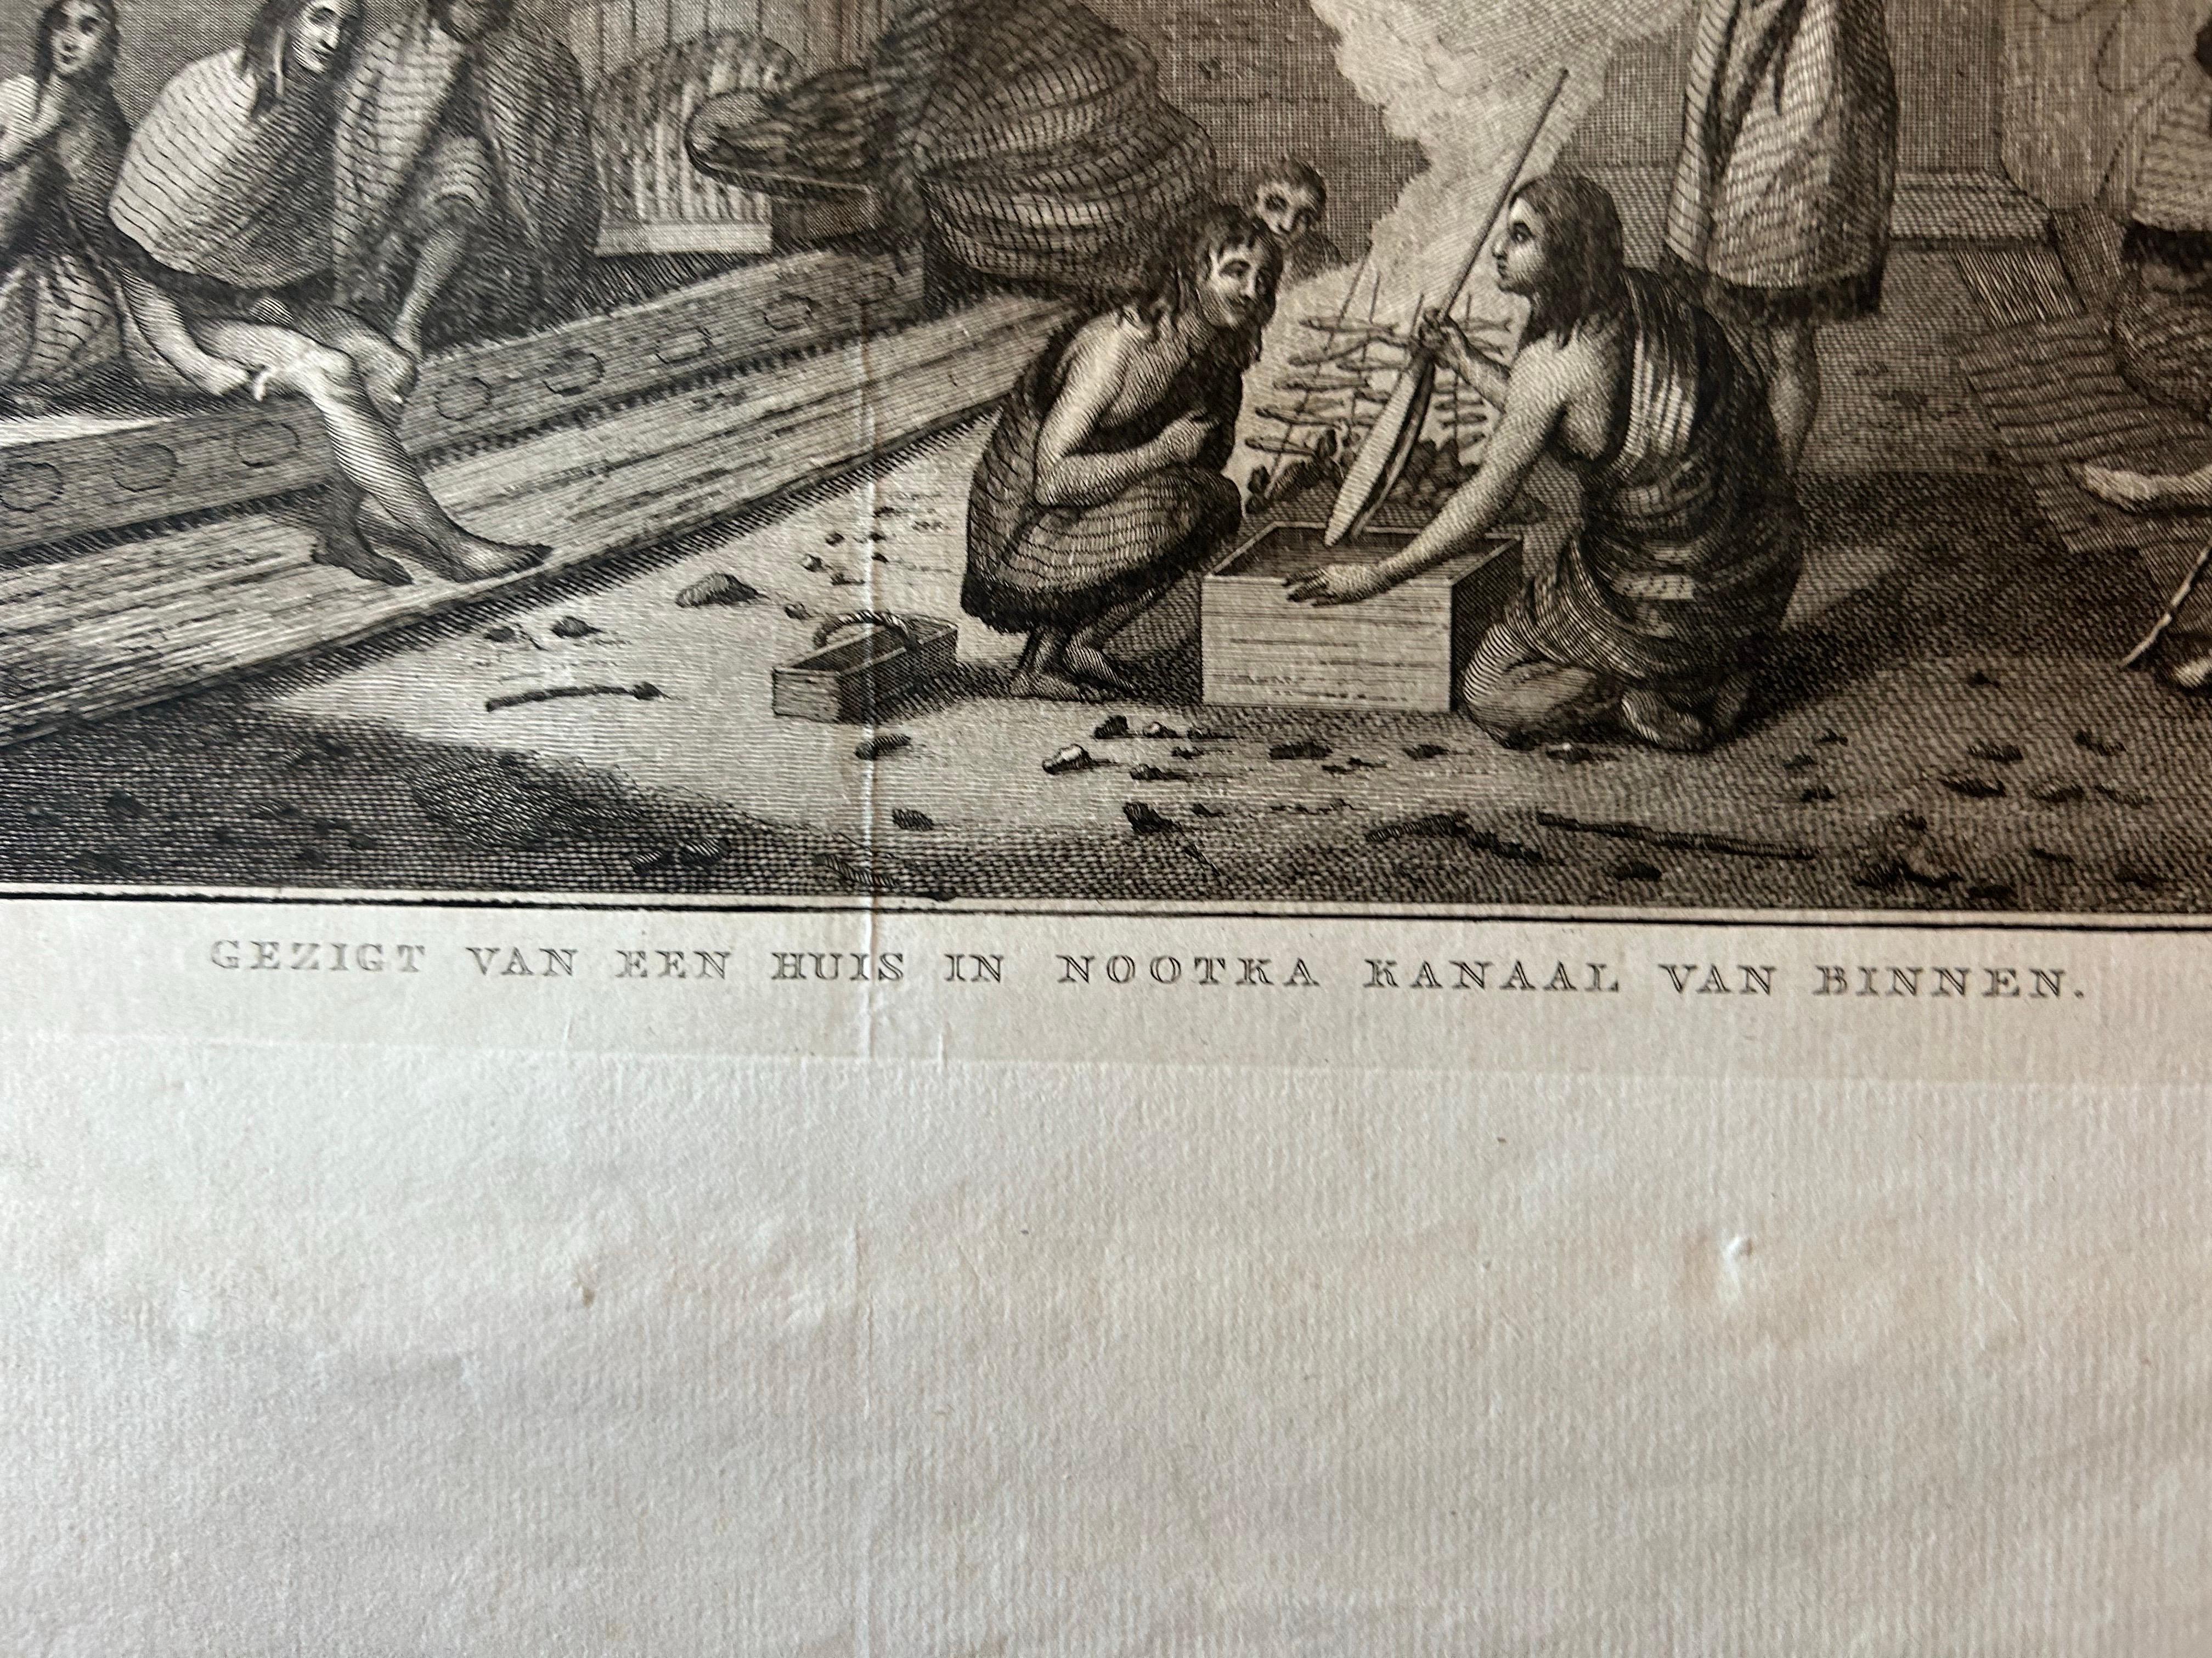 GEZIGT VAN EEN HUIS IN NOOTKA KANAAL VAN BINNEN.